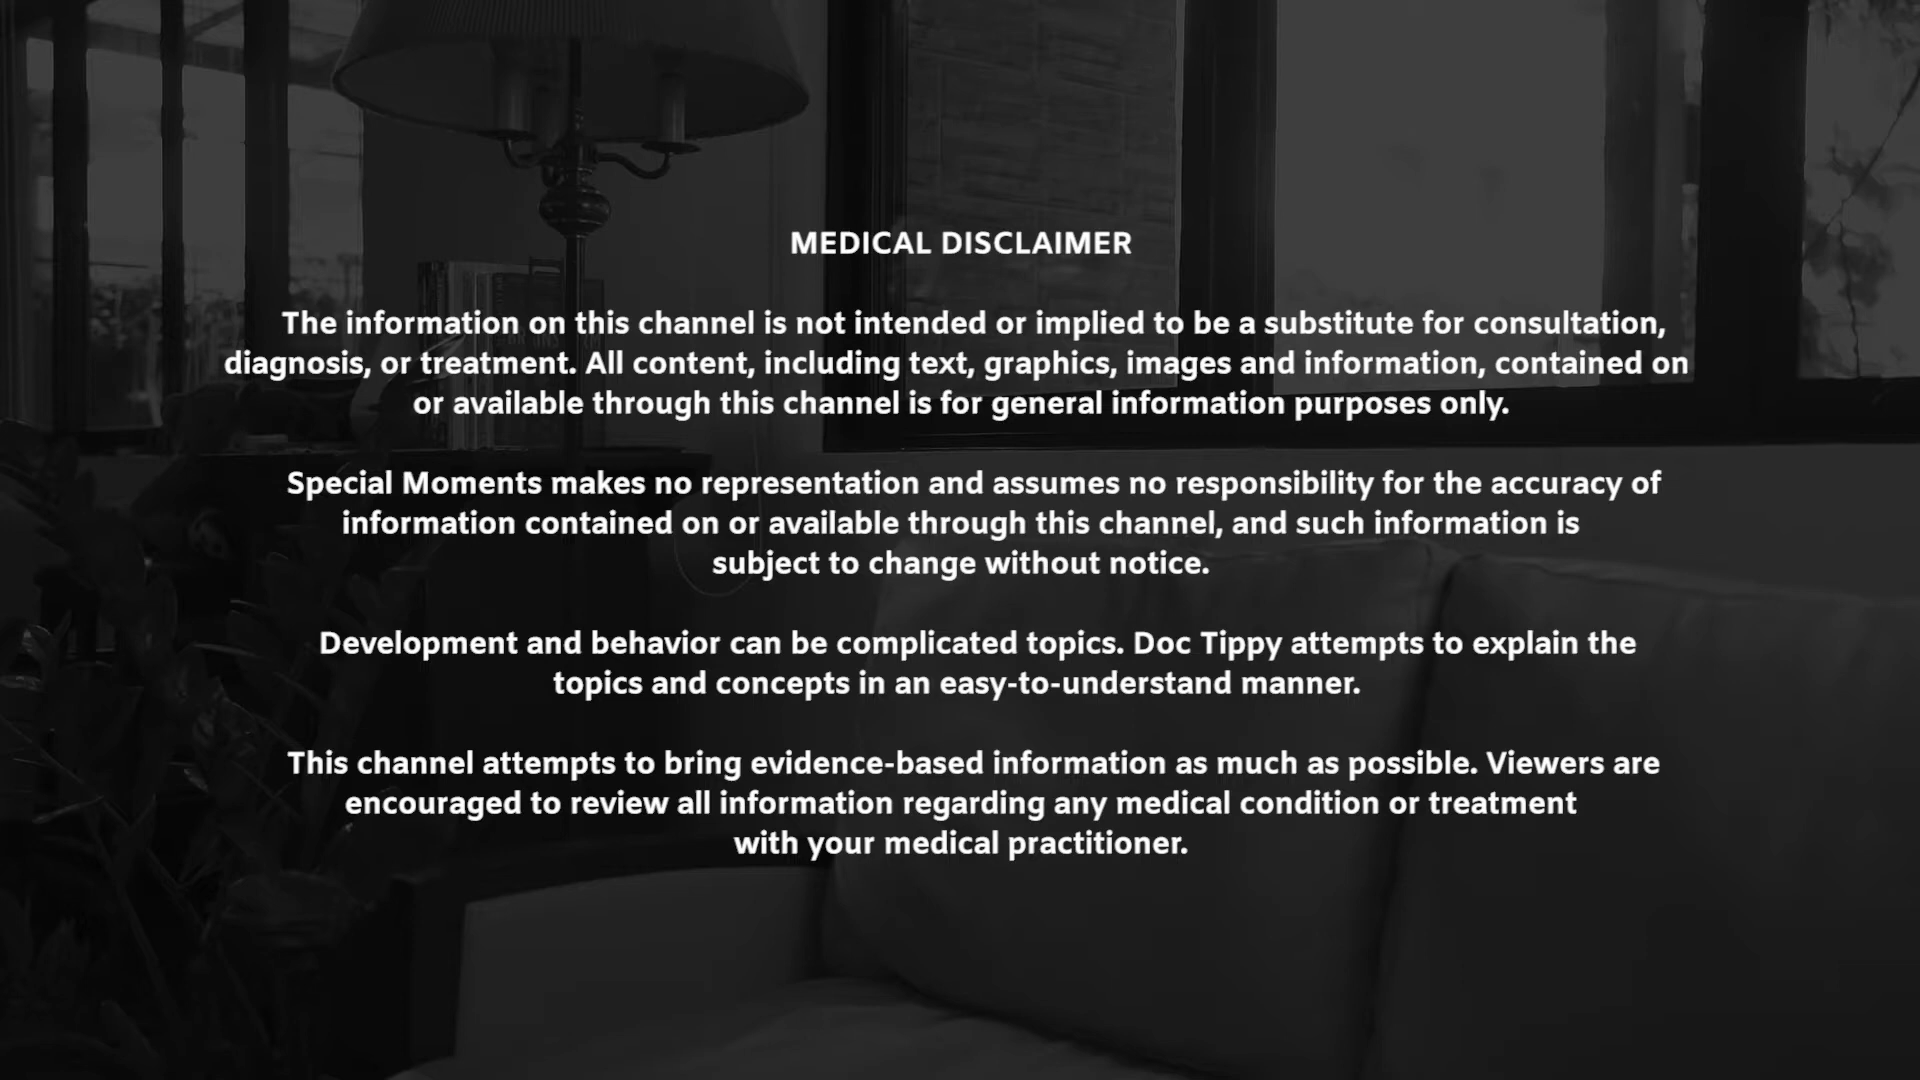 MEDICAL DISCLAIMER
The information on this channel is not intended or implied to be a substitute for consultation,
diagnosis, or treatment. All content, including text, graphics, images and information, contained on
or available through this channel is for general information purposes only.
Special Moments makes no representation and assumes no responsibility for the accuracy of
information contained on or available through this channel, and such information is
subject to change without notice.
Development and behavior can be complicated topics. Doc Tippy attempts to explain the
topics and concepts in an easy-to-understand manner.
This channel attempts to bring evidence-based information as much as possible. Viewers are
encouraged to review all information regarding any medical condition or treatment
with your medical practitioner.